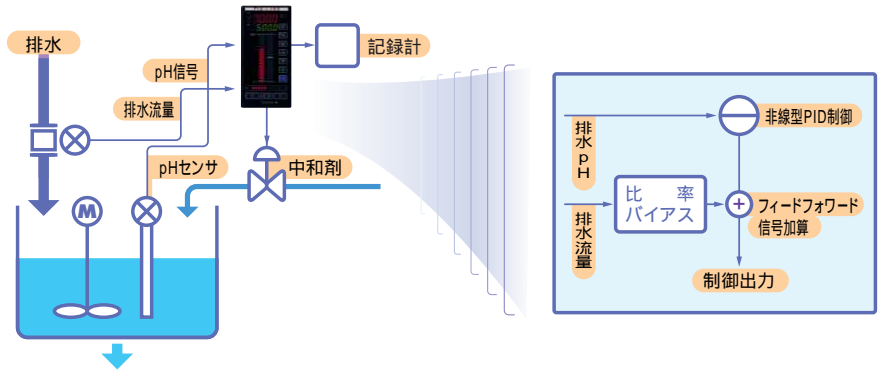 排水
記録計
pH信号
排水流量
pHセンサ
中和剤
M
非線型PID制御
排水pH
比 率
バイアス
フィードフォワード
信号加算
排水流量
制御出力